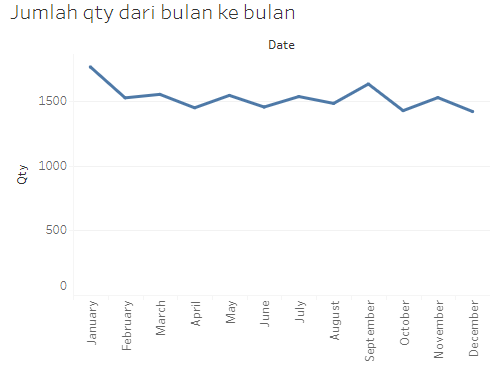 Jumlah qty dari bulan ke bulan
Date
Qty
1500
1000
500
0
January
February
March
April
May
June
July
August
September
October
November
December